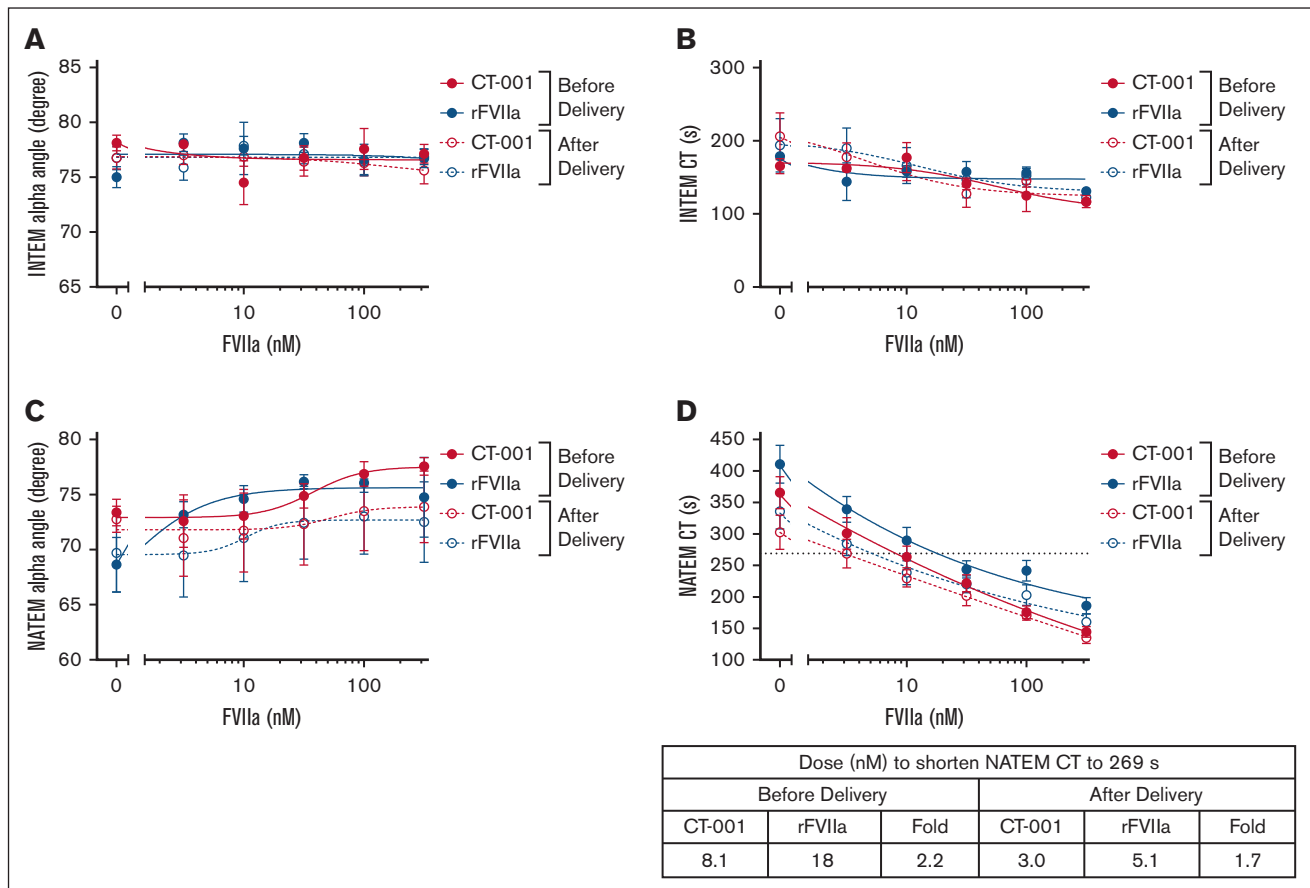 A
INTEM alpha angle (degree)
85
80
75
70
65
0
10
100
FVIIa (nM)
CT-001
rFVIIa
Before
Delivery
CT-001
rFVIIa
After
Delivery
B
INTEM CT (s)
300
200
100
0
0
10
100
FVIIa (nM)
CT-001
rFVIIa
Before
Delivery
CT-001
rFVIIa
After
Delivery
C
NATEM alpha angle (degree)
80
75
70
65
60
0
10
100
FVIIa (nM)
CT-001
rFVIIa
Before
Delivery
CT-001
rFVIIa
After
Delivery
D
NATEM CT (s)
450
400
350
300
250
200
150
100
0
10
100
FVIIa (nM)
CT-001
rFVIIa
Before
Delivery
CT-001
rFVIIa
After
Delivery
Dose (nM) to shorten NATEM CT to 269 s
Before Delivery After Delivery
CT-001 rFVIIa Fold CT-001 rFVIIa Fold
8.1 18 2.2 3.0 5.1 1.7